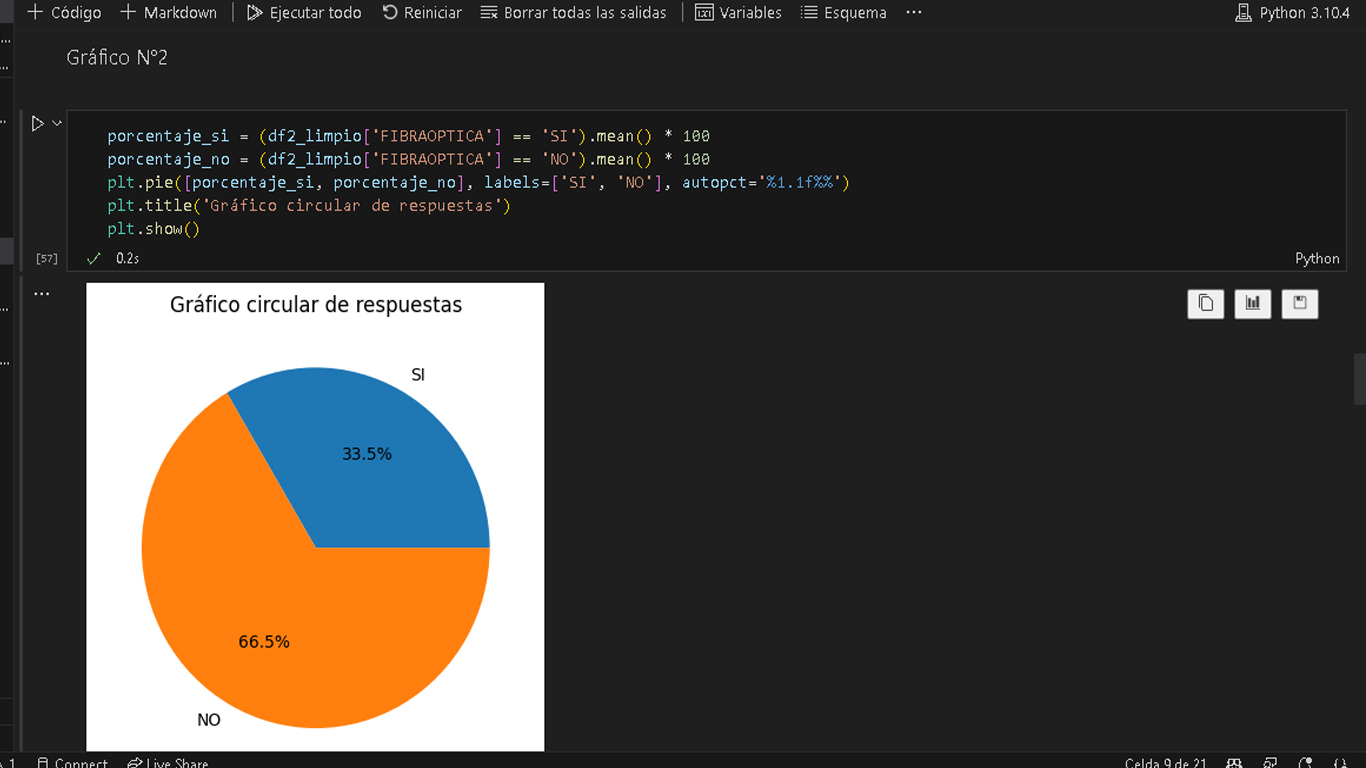 Código Markdown Ejecutar todo Reiniciar Borrar todas las salidas Variables Esquema ... Python 3.10.4
Gráfico N°2
porcentaje_si = (df2_limpio['FIBRAOPTICA'] == 'SI').mean() * 100
porcentaje_no = (df2_limpio['FIBRAOPTICA'] == 'NO').mean() * 100
plt.pie([porcentaje_si, porcentaje_no], labels=['SI', 'NO'], autopct='%1.1f%%')
plt.title('Gráfico circular de respuestas')
plt.show()
[57] 0.2s Python
Gráfico circular de respuestas
SI
33.5%
66.5%
NO
1 Connect Live Share Celda 9 de 21